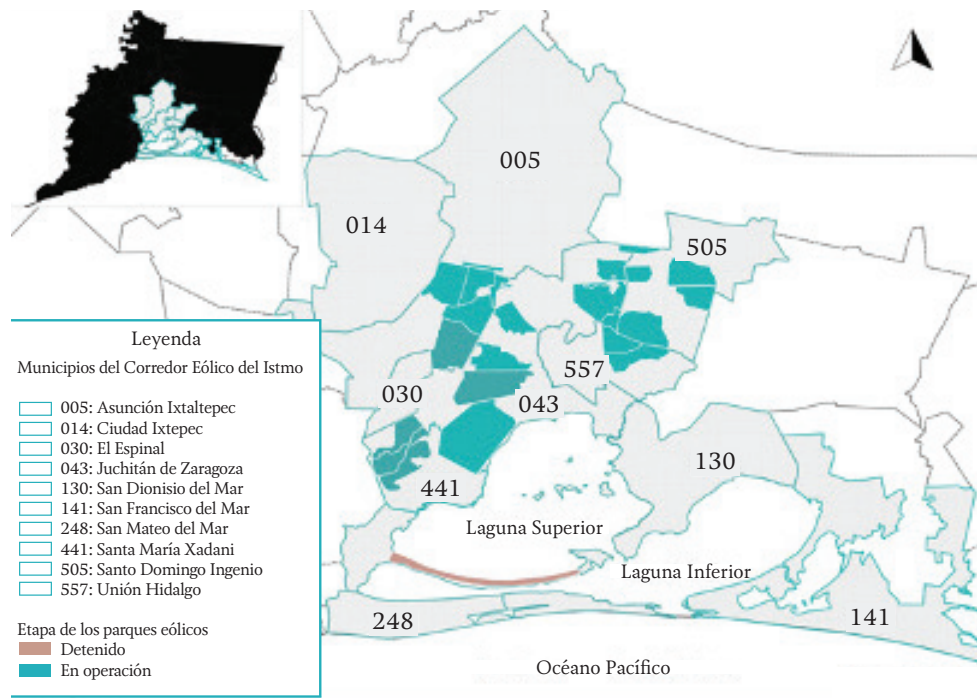 005
014
505
557
030
043
130
441
Laguna Superior
Laguna Inferior
248
141
Océano Pacífico
Leyenda
Municipios del Corredor Eólico del Istmo
005: Asunción Ixtaltepec
014: Ciudad Ixtepec
030: El Espinal
043: Juchitán de Zaragoza
130: San Dionisio del Mar
141: San Francisco del Mar
248: San Mateo del Mar
441: Santa María Xadani
505: Santo Domingo Ingenio
557: Unión Hidalgo
Etapa de los parques eólicos
Detenido
En operación